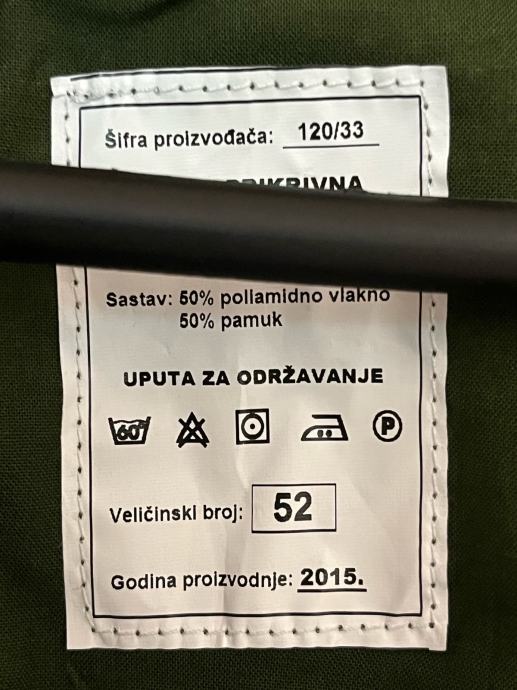 Šifra proizvođača: 120/33
Sastav: 50% poliamidno vlakno
50% pamuk
UPUTA ZA ODRŽAVANJE
60° P
Veličinski broj: 52
Godina proizvodnje: 2015.